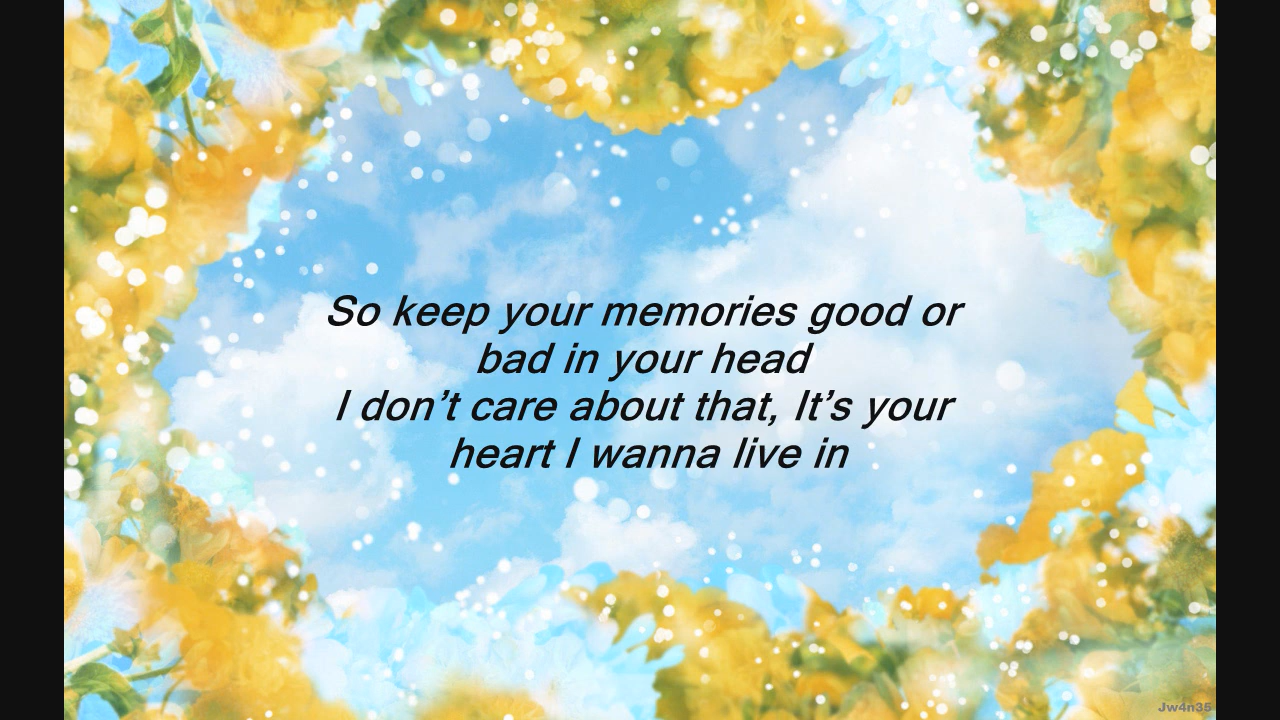 So keep your memories good or
bad in your head
I don’t care about that, It’s your
heart I wanna live in
Jw4n35